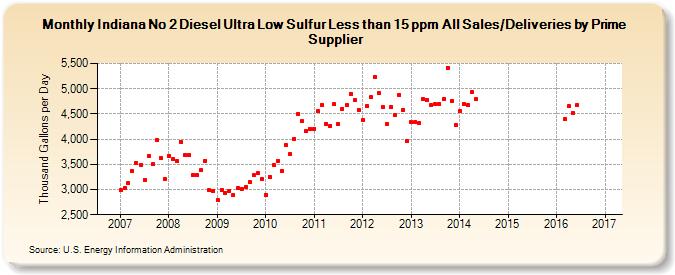 Monthly Indiana No 2 Diesel Ultra Low Sulfur Less than 15 ppm All Sales/Deliveries by Prime
Supplier
Thousand Gallons per Day
5,500
5,000
4,500
4,000
3,500
3,000
2,500
2007 2008 2009 2010 2011 2012 2013 2014 2015 2016 2017
Source: U.S. Energy Information Administration